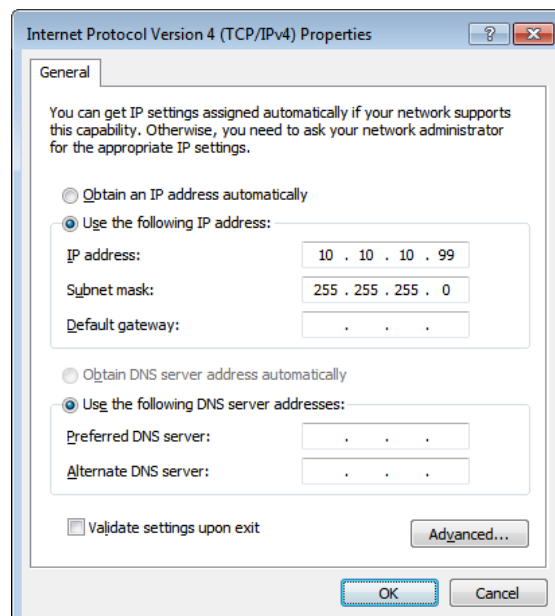 Internet Protocol Version 4 (TCP/IPv4) Properties
?
General
You can get IP settings assigned automatically if your network supports
this capability. Otherwise, you need to ask your network administrator
for the appropriate IP settings.
Obtain an IP address automatically
Use the following IP address:
IP address: 10 . 10 . 10 . 99
Subnet mask: 255 . 255 . 255 . 0
Default gateway: . . .
Obtain DNS server address automatically
Use the following DNS server addresses:
Preferred DNS server: . . .
Alternate DNS server: . . .
Validate settings upon exit
Advanced...
OK Cancel